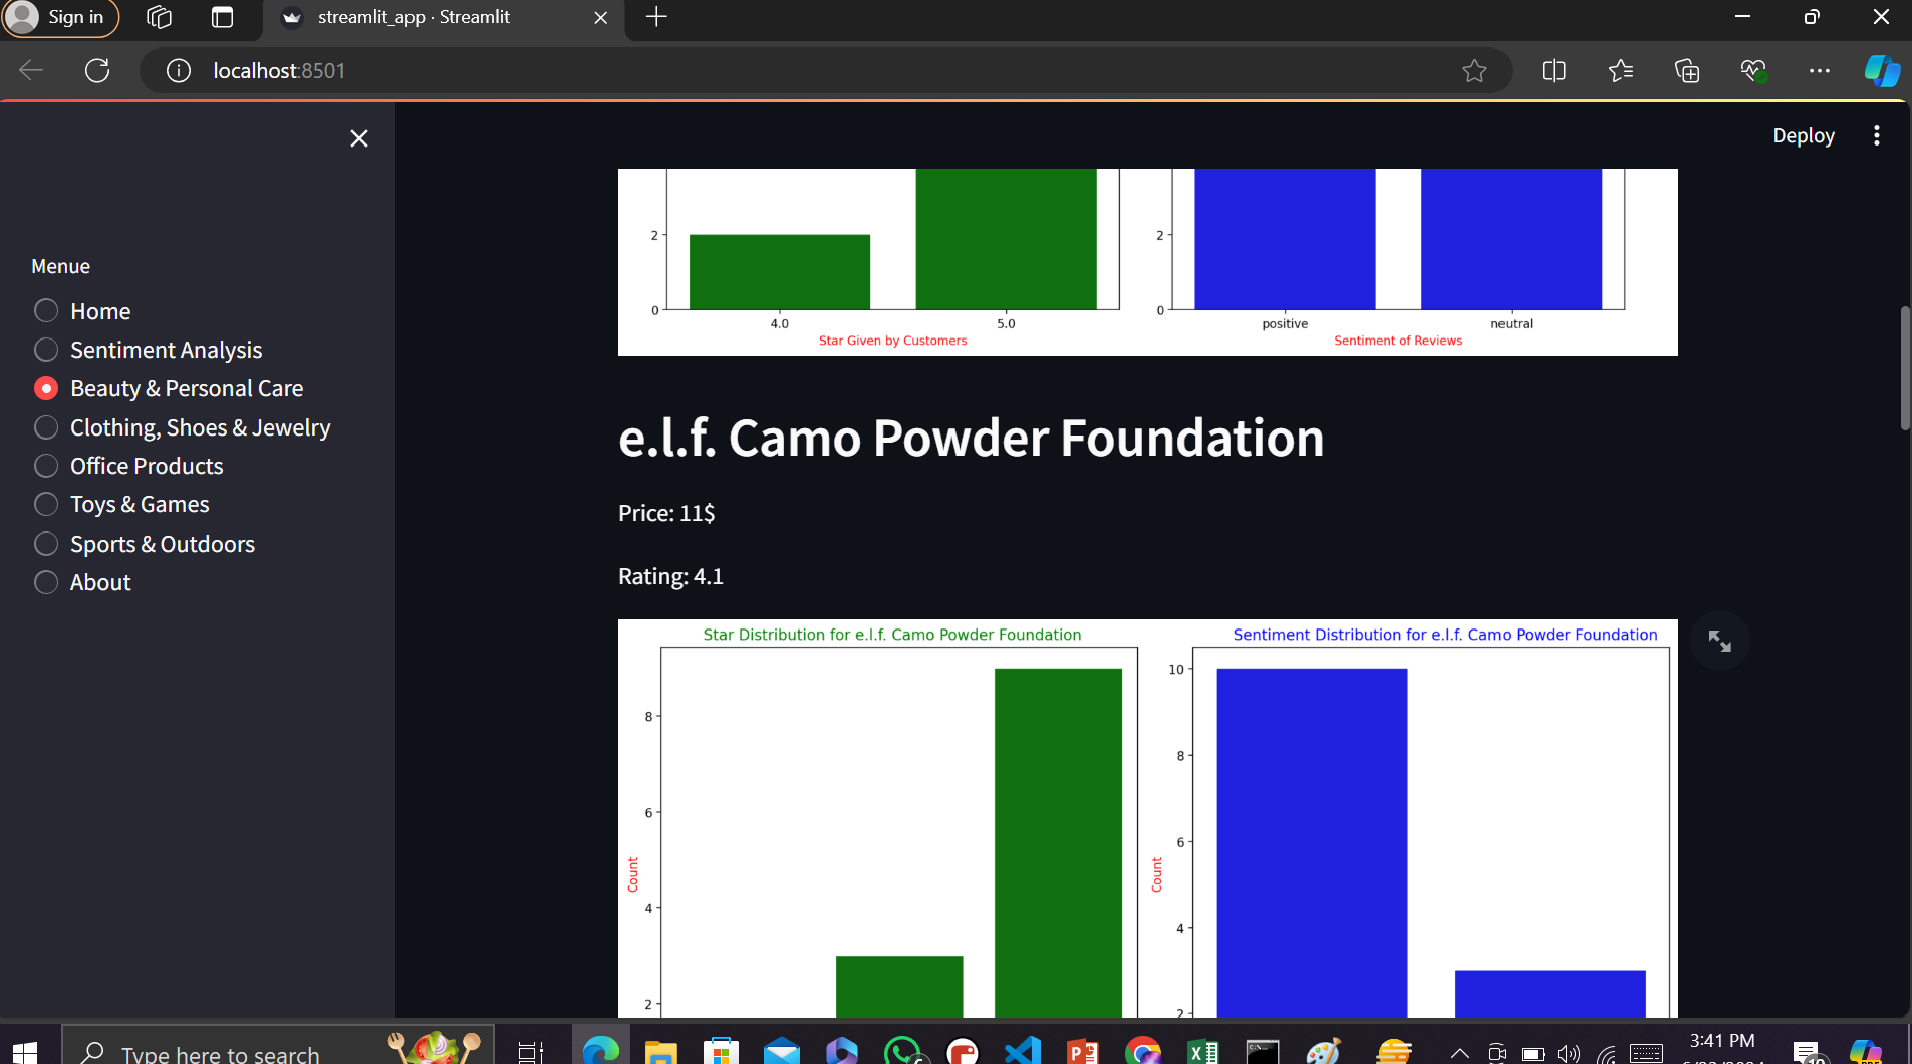 Sign in
streamlit_app · Streamlit
localhost:8501
Deploy
Menue
Home
Sentiment Analysis
Beauty & Personal Care
Clothing, Shoes & Jewelry
Office Products
Toys & Games
Sports & Outdoors
About
2
0
4.0
5.0
Star Given by Customers
2
0
positive
neutral
Sentiment of Reviews
e.l.f. Camo Powder Foundation
Price: 11$
Rating: 4.1
Star Distribution for e.l.f. Camo Powder Foundation
8
6
4
2
Count
Sentiment Distribution for e.l.f. Camo Powder Foundation
10
8
6
4
2
Count
Type here to search
3:41 PM